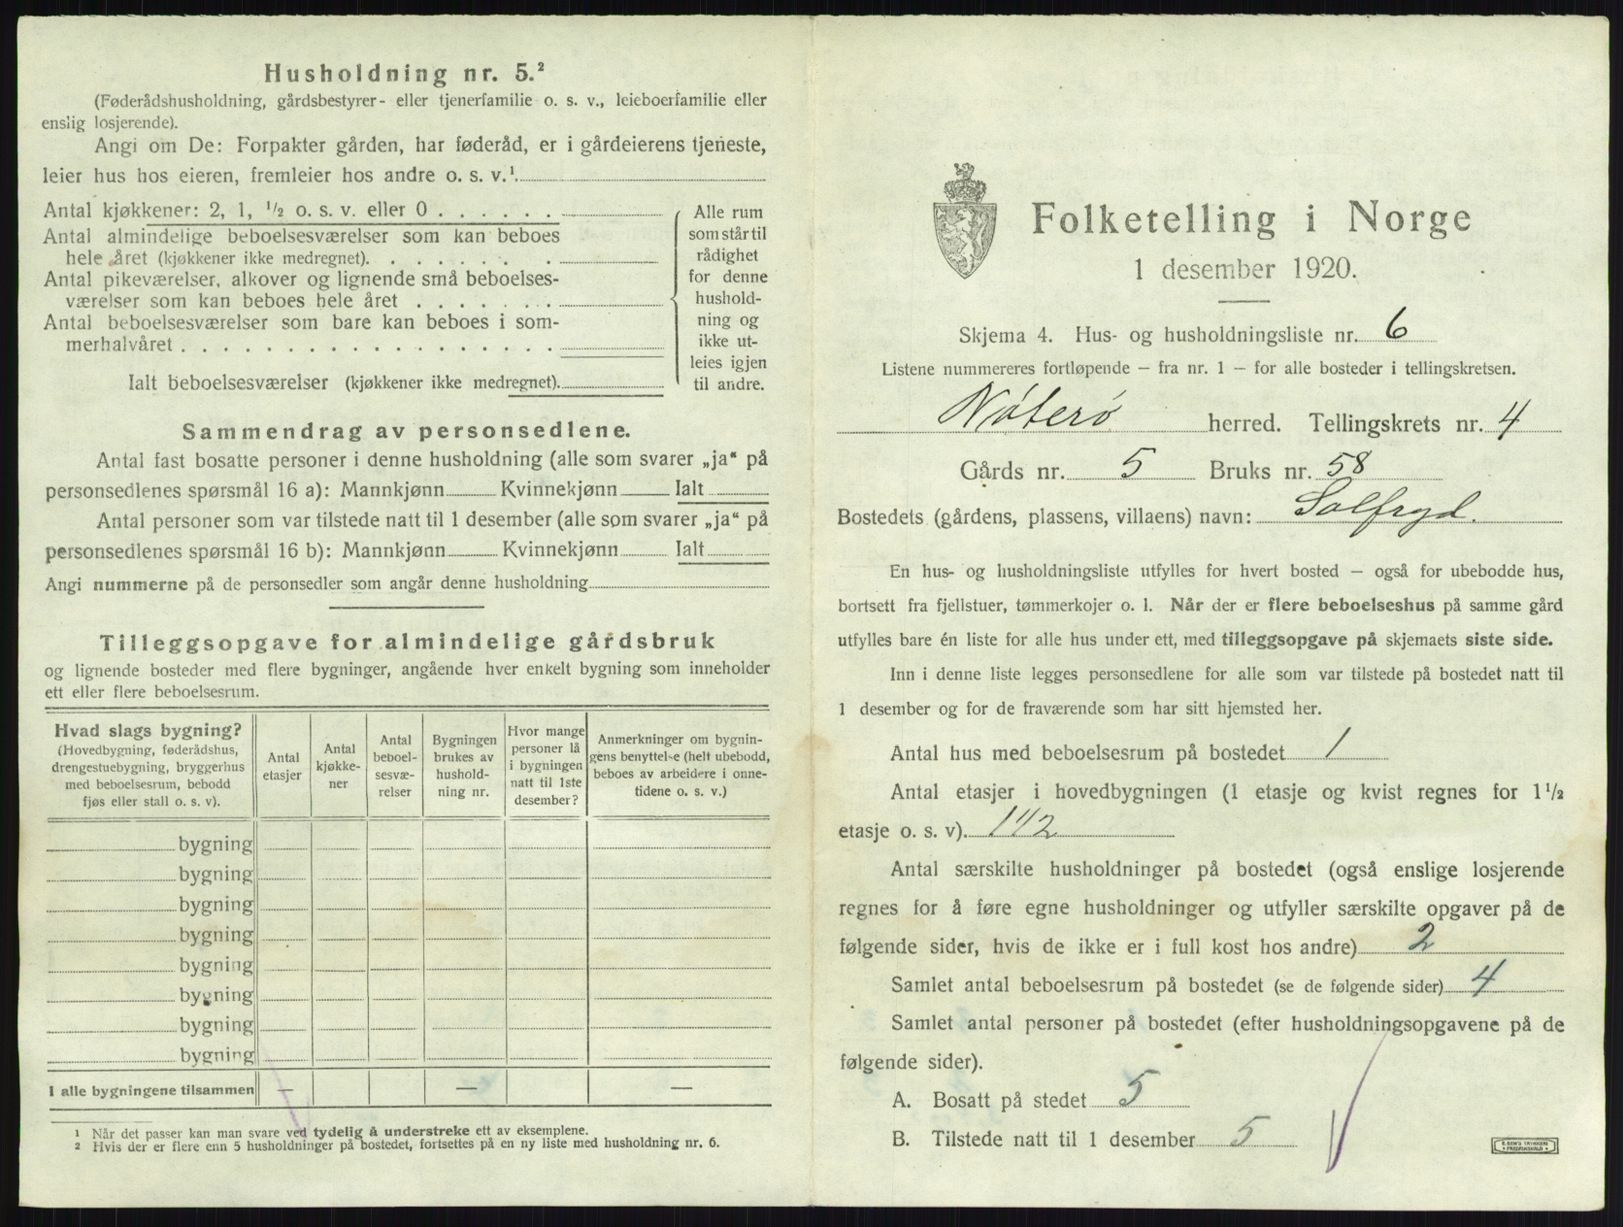 Husholdning nr. 5.²
(Føderådshusholdning, gårdsbestyrer- eller tjenerfamilie o. s. v., leieboerfamilie eller
enslig losjerende).
Angi om De: Forpakter gården, har føderåd, er i gårdeierens tjeneste,
leier hus hos eieren, fremleier hos andre o. s. v.¹
Antal kjøkkener: 2, 1, ½ o. s. v. eller 0 . . . . . .
Antal almindelige beboelsesværelser som kan beboes
hele året (kjøkkener ikke medregnet). . . . . . .
Antal pikeværelser, alkover og lignende små beboelses-
værelser som kan beboes hele året . . . . . . .
Antal beboelsesværelser som bare kan beboes i som-
merhalvåret . . . . . . . . . . . . . . . . . .
Ialt beboelsesværelser (kjøkkener ikke medregnet).
Alle rum
som står til
rådighet
for denne
hushold-
ning og
ikke ut-
leies igjen
til andre.
Sammendrag av personsedlene.
Antal fast bosatte personer i denne husholdning (alle som svarer „ja“ på
personsedlenes spørsmål 16 a): Mannkjønn Kvinnekjønn Ialt
Antal personer som var tilstede natt til 1 desember (alle som svarer „ja“ på
personsedlenes spørsmål 16 b): Mannkjønn Kvinnekjønn Ialt
Angi nummerne på de personsedler som angår denne husholdning
Tilleggsopgave for almindelige gårdsbruk
og lignende bosteder med flere bygninger, angående hver enkelt bygning som inneholder
ett eller flere beboelsesrum.
Hvad slags bygning?
(Hovedbygning, føderådshus,
drengestuebygning, bryggerhus
med beboelsesrum, bebodd
fjøs eller stall o. s. v).
Antal
etasjer
Antal
kjøkke-
ner
Antal
beboel-
sesvæ-
relser
Bygningen
brukes av
hushold-
ning nr.
Hvor mange
personer lå
i bygningen
natt til 1ste
desember?
Anmerkninger om bygnin-
gens benyttelse (helt ubebodd,
beboes av arbeidere i onne-
tidene o. s. v.)
bygning
bygning
bygning
bygning
bygning
bygning
bygning
bygning
I alle bygningene tilsammen — — —
¹ Når det passer kan man svare ved tydelig å understreke ett av eksemplene.
² Hvis der er flere enn 5 husholdninger på bostedet, fortsettes på en ny liste med husholdning nr. 6.
Folketelling i Norge
1 desember 1920.
Skjema 4. Hus- og husholdningsliste nr. 6
Listene nummereres fortløpende — fra nr. 1 — for alle bosteder i tellingskretsen.
Nøterø herred. Tellingskrets nr. 4
Gårds nr. 5 Bruks nr. 58
Bostedets (gårdens, plassens, villaens) navn: Solfryd.
En hus- og husholdningsliste utfylles for hvert bosted — også for ubebodde hus,
bortsett fra fjellstuer, tømmerkojer o. l. Når der er flere beboelseshus på samme gård
utfylles bare én liste for alle hus under ett, med tilleggsopgave på skjemaets siste side.
Inn i denne liste legges personsedlene for alle som var tilstede på bostedet natt til
1 desember og for de fraværende som har sitt hjemsted her.
Antal hus med beboelsesrum på bostedet 1
Antal etasjer i hovedbygningen (1 etasje og kvist regnes for 1½
etasje o. s. v). 1 1/2
Antal særskilte husholdninger på bostedet (også enslige losjerende
regnes for å føre egne husholdninger og utfyller særskilte opgaver på de
følgende sider, hvis de ikke er i full kost hos andre) 2
Samlet antal beboelsesrum på bostedet (se de følgende sider) 4
Samlet antal personer på bostedet (efter husholdningsopgavene på de
følgende sider).
A. Bosatt på stedet 5
B. Tilstede natt til 1 desember 5